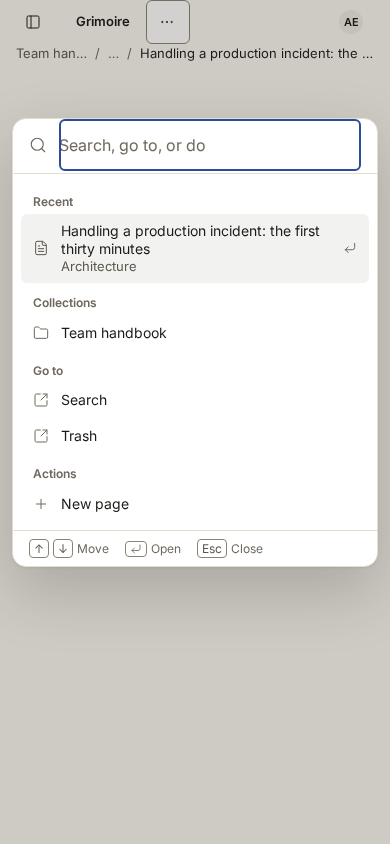 Grimoire
...
AE
Team han... / ... / Handling a production incident: the ...
Search, go to, or do
Recent
Handling a production incident: the first
thirty minutes
Architecture
Collections
Team handbook
Go to
Search
Trash
Actions
New page
Move Open Esc Close